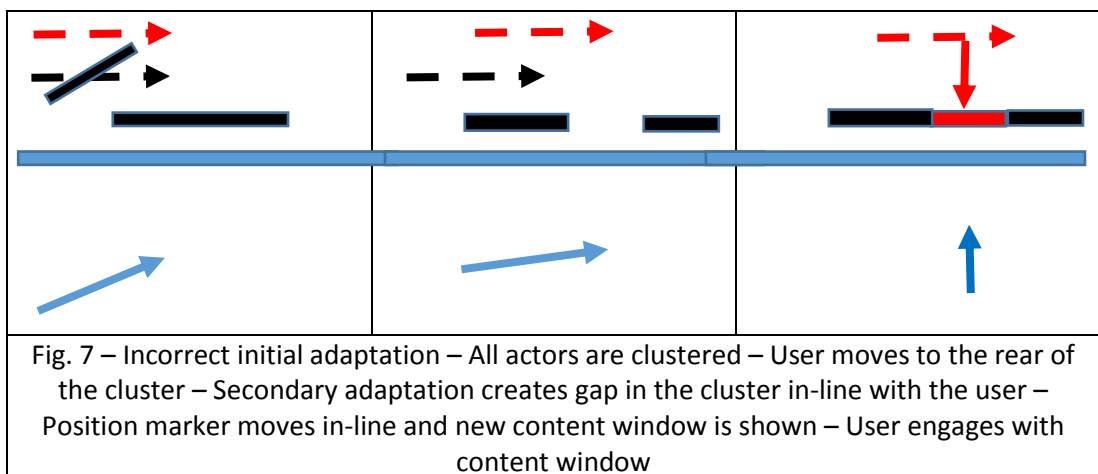 Fig. 7 – Incorrect initial adaptation – All actors are clustered – User moves to the rear of
the cluster – Secondary adaptation creates gap in the cluster in-line with the user –
Position marker moves in-line and new content window is shown – User engages with
content window